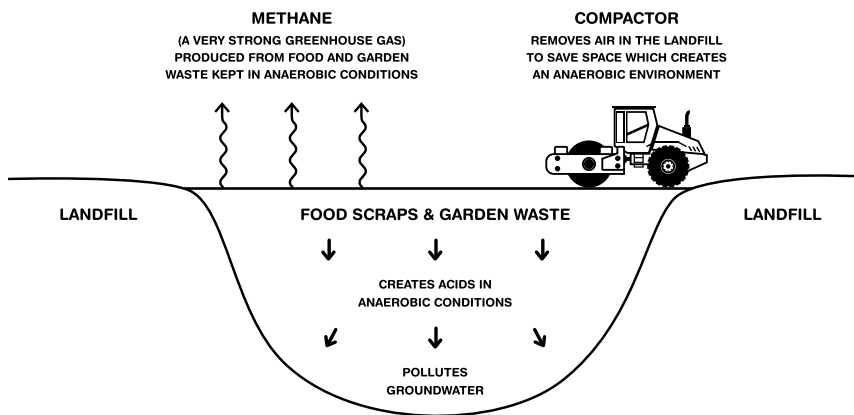 METHANE
(A VERY STRONG GREENHOUSE GAS)
PRODUCED FROM FOOD AND GARDEN
WASTE KEPT IN ANAEROBIC CONDITIONS
COMPACTOR
REMOVES AIR IN THE LANDFILL
TO SAVE SPACE WHICH CREATES
AN ANAEROBIC ENVIRONMENT
LANDFILL
FOOD SCRAPS & GARDEN WASTE
LANDFILL
CREATES ACIDS IN
ANAEROBIC CONDITIONS
POLLUTES
GROUNDWATER